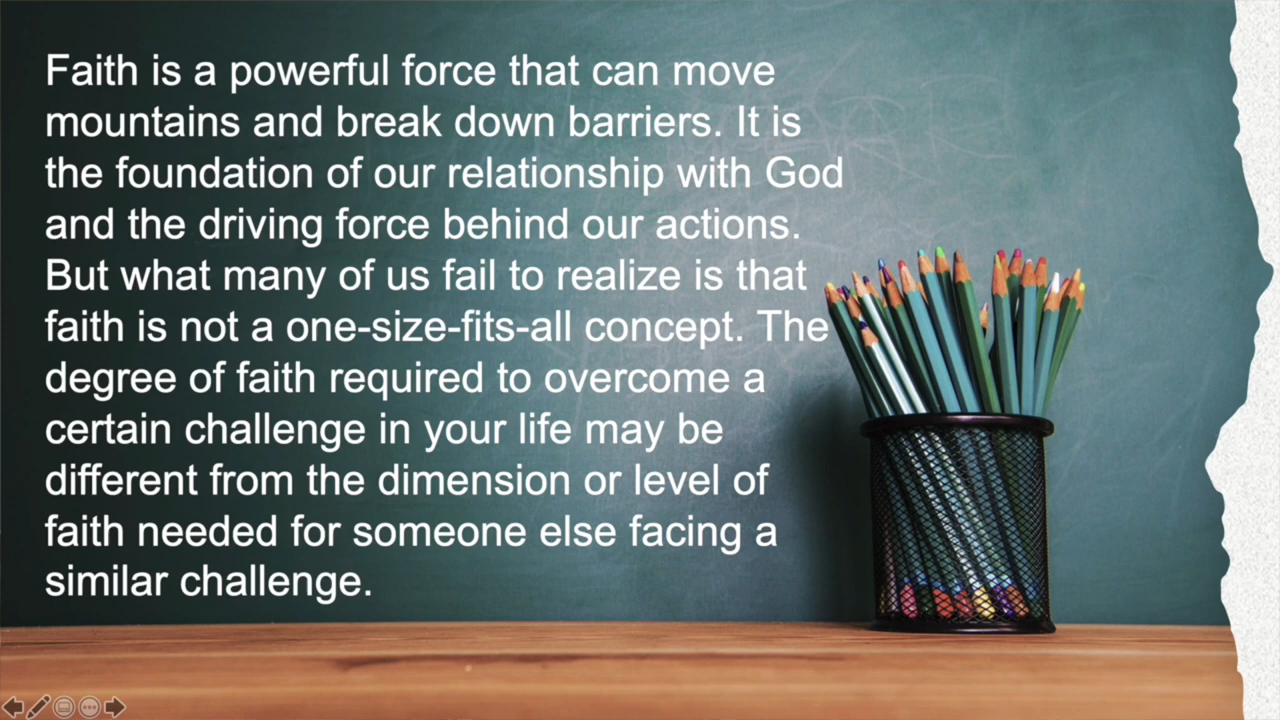 Faith is a powerful force that can move
mountains and break down barriers. It is
the foundation of our relationship with God
and the driving force behind our actions.
But what many of us fail to realize is that
faith is not a one-size-fits-all concept. The
degree of faith required to overcome a
certain challenge in your life may be
different from the dimension or level of
faith needed for someone else facing a
similar challenge.